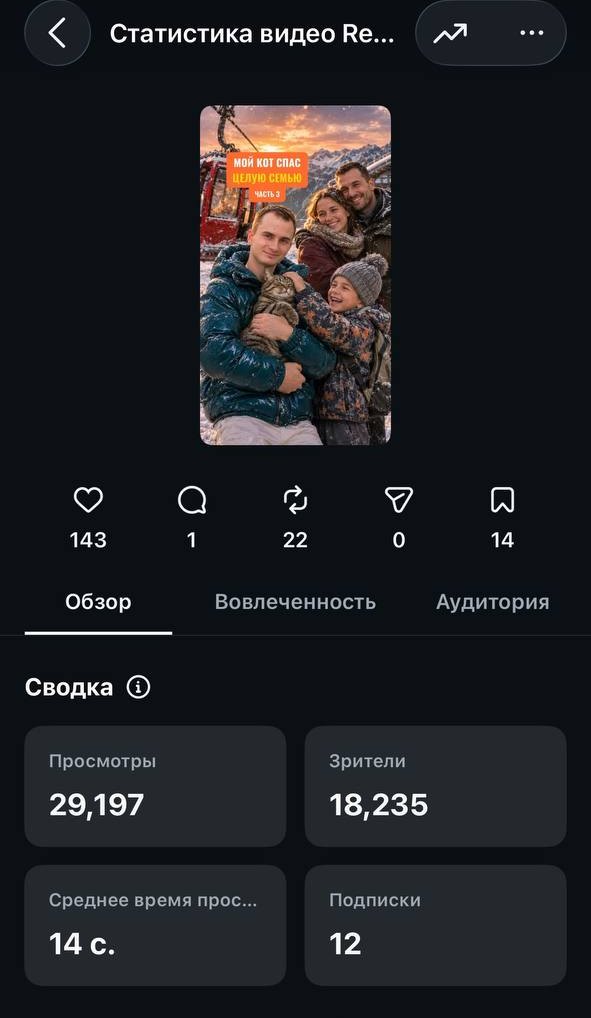 Статистика видео Re...
МОЙ КОТ СПАС
ЦЕЛУЮ СЕМЬЮ
ЧАСТЬ 3
143
1
22
0
14
Обзор
Вовлеченность
Аудитория
Сводка
Просмотры
29,197
Зрители
18,235
Среднее время прос...
14 с.
Подписки
12